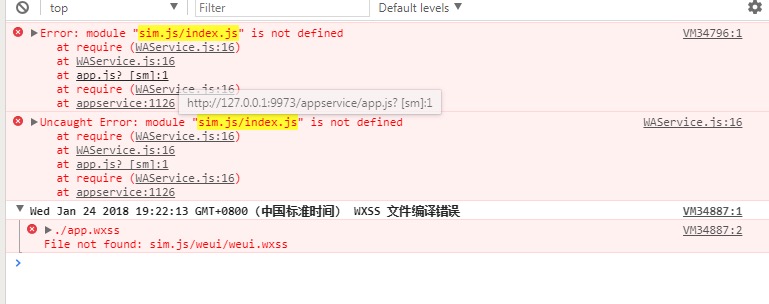 top Filter Default levels
Error: module "sim.js/index.js" is not defined VM34796:1
at require (WAService.js:16)
at WAService.js:16
at app.js? [sm]:1
at require (WAService.js:16)
at appservice:1126 http://127.0.0.1:9973/appservice/app.js? [sm]:1
Uncaught Error: module "sim.js/index.js" is not defined WAService.js:16
at require (WAService.js:16)
at WAService.js:16
at app.js? [sm]:1
at require (WAService.js:16)
at appservice:1126
Wed Jan 24 2018 19:22:13 GMT+0800 (中国标准时间) WXSS 文件编译错误 VM34887:1
./app.wxss VM34887:2
File not found: sim.js/weui/weui.wxss